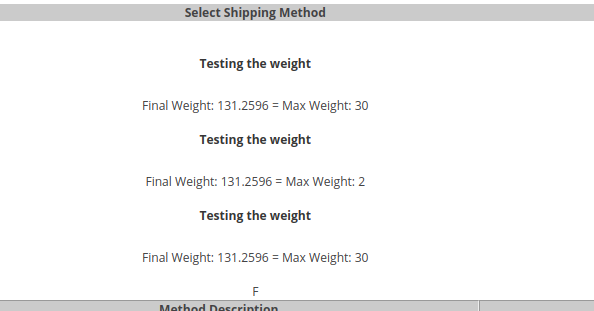 Select Shipping Method
Testing the weight
Final Weight: 131.2596 = Max Weight: 30
Testing the weight
Final Weight: 131.2596 = Max Weight: 2
Testing the weight
Final Weight: 131.2596 = Max Weight: 30
F
Method Description